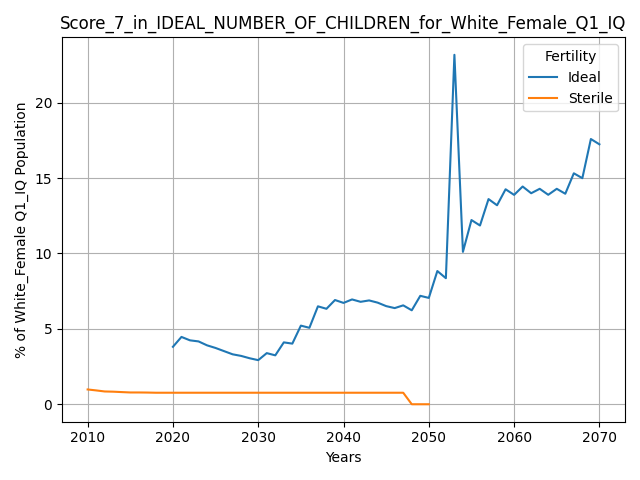 Score_7_in_IDEAL_NUMBER_OF_CHILDREN_for_White_Female_Q1_IQ
Fertility
Ideal
Sterile
% of White_Female Q1_IQ Population
20
15
10
5
0
2010 2020 2030 2040 2050 2060 2070
Years